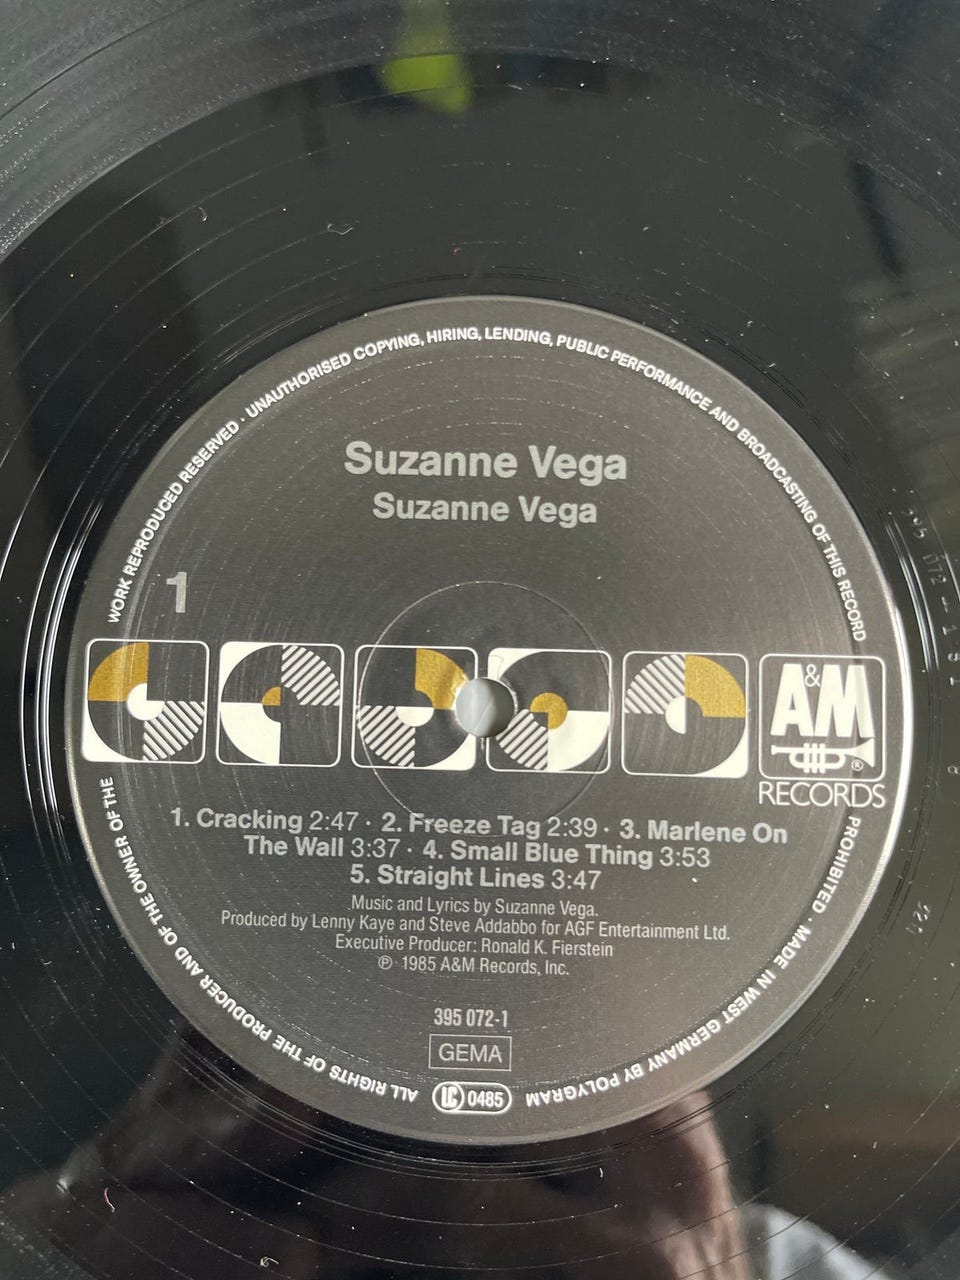 ALL RIGHTS OF THE PRODUCER AND OF THE OWNER OF THE WORK REPRODUCED RESERVED · UNAUTHORISED COPYING, HIRING, LENDING, PUBLIC PERFORMANCE AND BROADCASTING OF THIS RECORD PROHIBITED · MADE IN WEST GERMANY BY POLYGRAM
Suzanne Vega
Suzanne Vega
1
A&M
®
RECORDS
1. Cracking 2:47 · 2. Freeze Tag 2:39 · 3. Marlene On
The Wall 3:37 · 4. Small Blue Thing 3:53
5. Straight Lines 3:47
Music and Lyrics by Suzanne Vega.
Produced by Lenny Kaye and Steve Addabbo for AGF Entertainment Ltd.
Executive Producer: Ronald K. Fierstein
℗ 1985 A&M Records, Inc.
395 072-1
GEMA
LC 0485